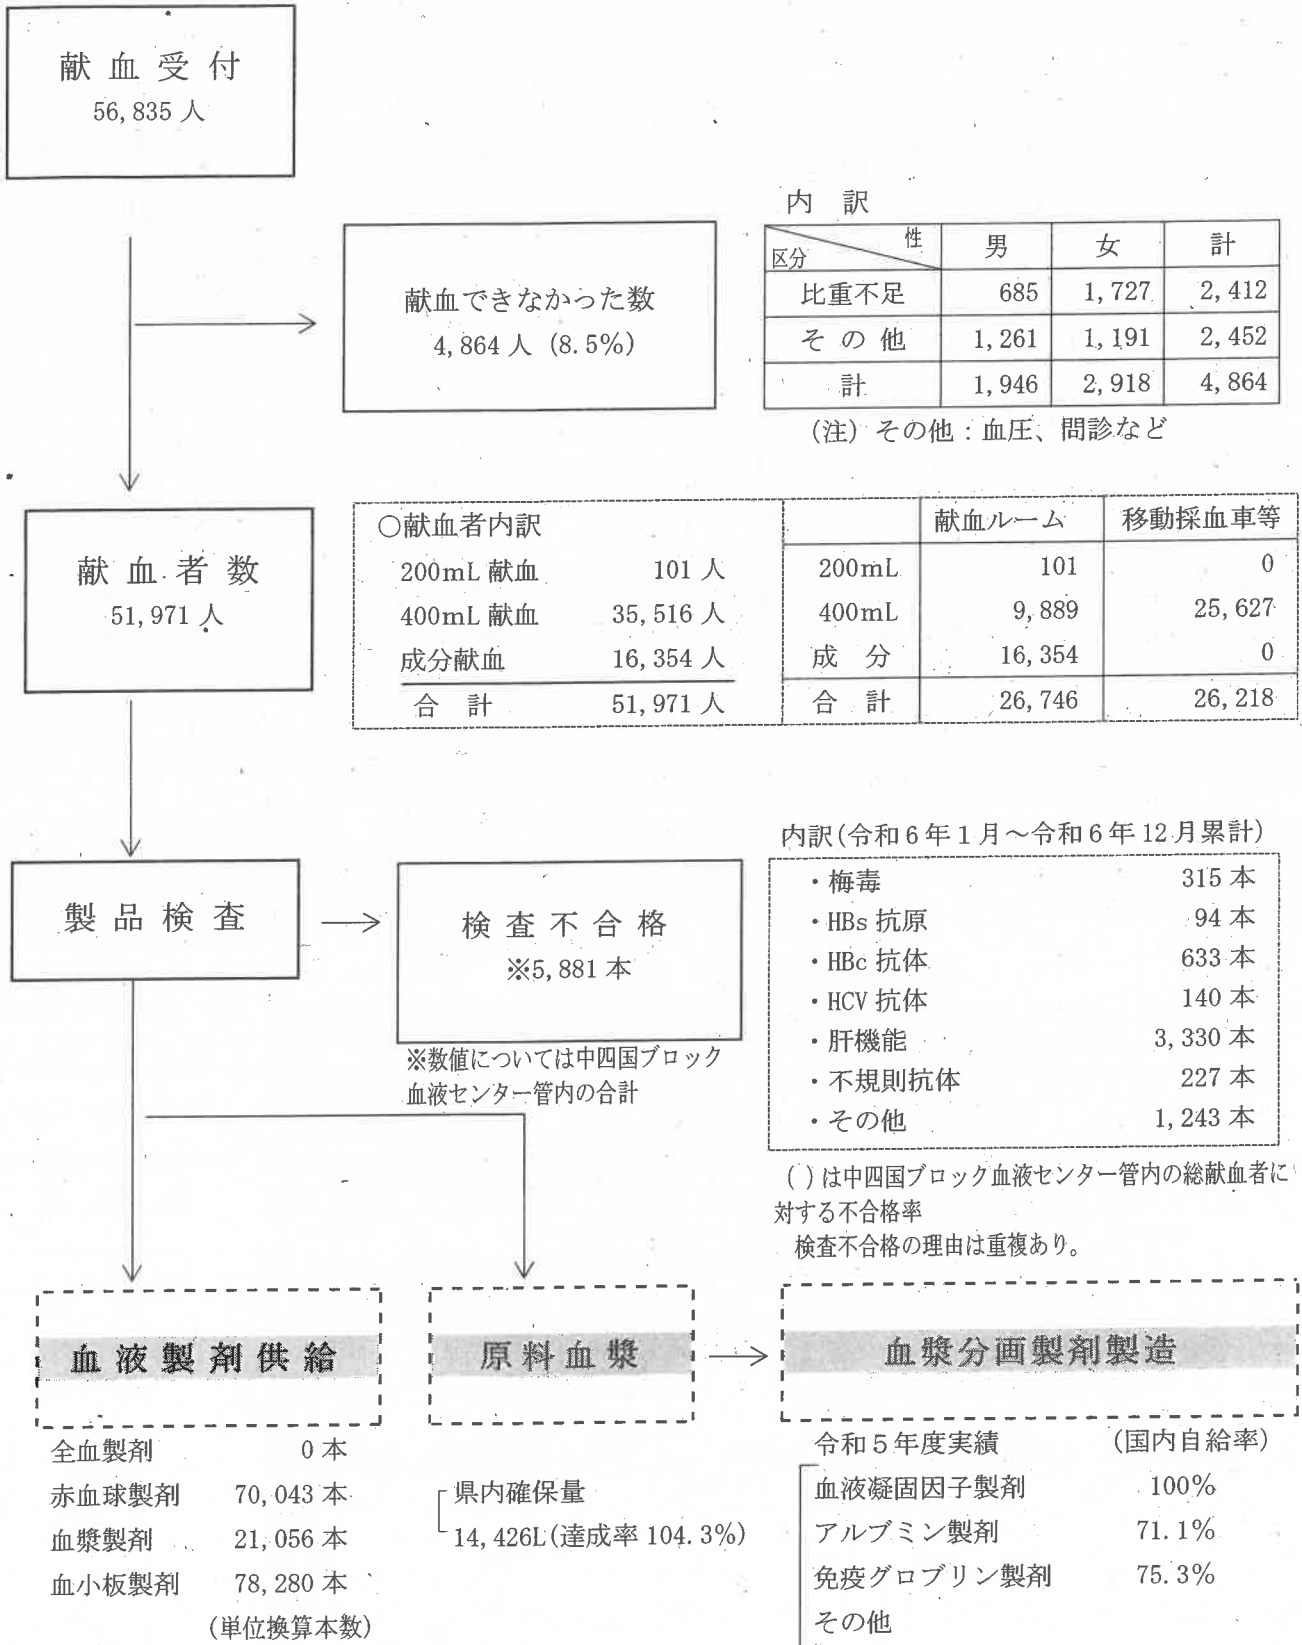 献血受付
56,835人
内訳
性 男 女 計
区分
比重不足 685 1,727 2,412
その他 1,261 1,191 2,452
計 1,946 2,918 4,864
(注) その他：血圧、問診など
献血できなかった数
4,864人 (8.5%)
献血者数
51,971人
○献血者内訳
200mL献血 101人
400mL献血 35,516人
成分献血 16,354人
合計 51,971人
献血ルーム 移動採血車等
200mL 101 0
400mL 9,889 25,627
成分 16,354 0
合計 26,746 26,218
製品検査
検査不合格
※5,881本
※数値については中四国ブロック
血液センター管内の合計
内訳(令和6年1月～令和6年12月累計)
・梅毒 315本
・HBs抗原 94本
・HBc抗体 633本
・HCV抗体 140本
・肝機能 3,330本
・不規則抗体 227本
・その他 1,243本
( )は中四国ブロック血液センター管内の総献血者に
対する不合格率
検査不合格の理由は重複あり。
血液製剤供給
全血製剤 0本
赤血球製剤 70,043本
血漿製剤 21,056本
血小板製剤 78,280本
(単位換算本数)
原料血漿
県内確保量
14,426L(達成率104.3%)
血漿分画製剤製造
令和5年度実績 (国内自給率)
血液凝固因子製剤 100%
アルブミン製剤 71.1%
免疫グロブリン製剤 75.3%
その他